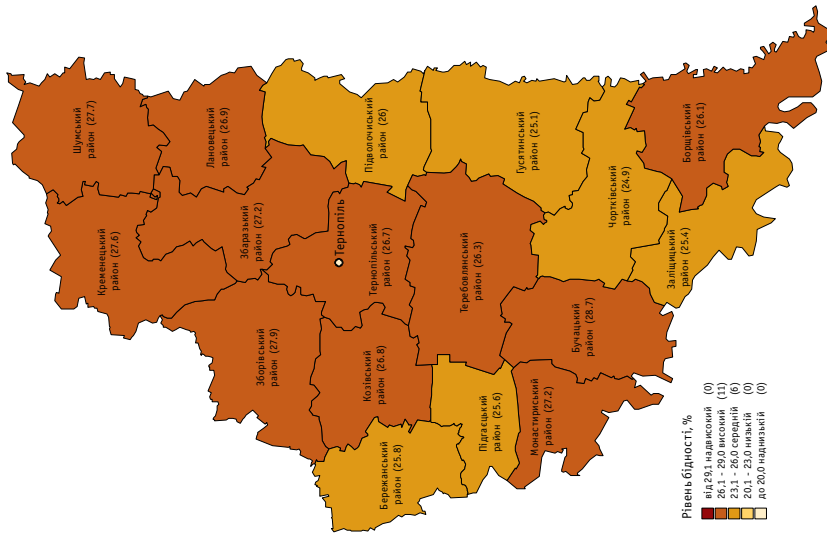 Шумський
район (27.7)
Лановецький
район (26.9)
Кременецький
район (27.6)
Збаразький
район (27.2)
Підволочиський
район (26)
Гусятинський
район (25.1)
Борщівський
район (26.1)
Чортківський
район (24.9)
Заліщицький
район (25.4)
Тернопіль
Тернопільський
район (26.7)
Теребовлянський
район (26.3)
Зборівський
район (27.9)
Козівський
район (26.8)
Бучацький
район (28.7)
Бережанський
район (25.8)
Підгаєцький
район (25.6)
Монастириський
район (27.2)
Рівень бідності, %
від 29,1 надвисокий (0)
26,1 - 29,0 високий (11)
23,1 - 26,0 середній (6)
20,1 - 23,0 низькій (0)
до 20,0 наднизькій (0)